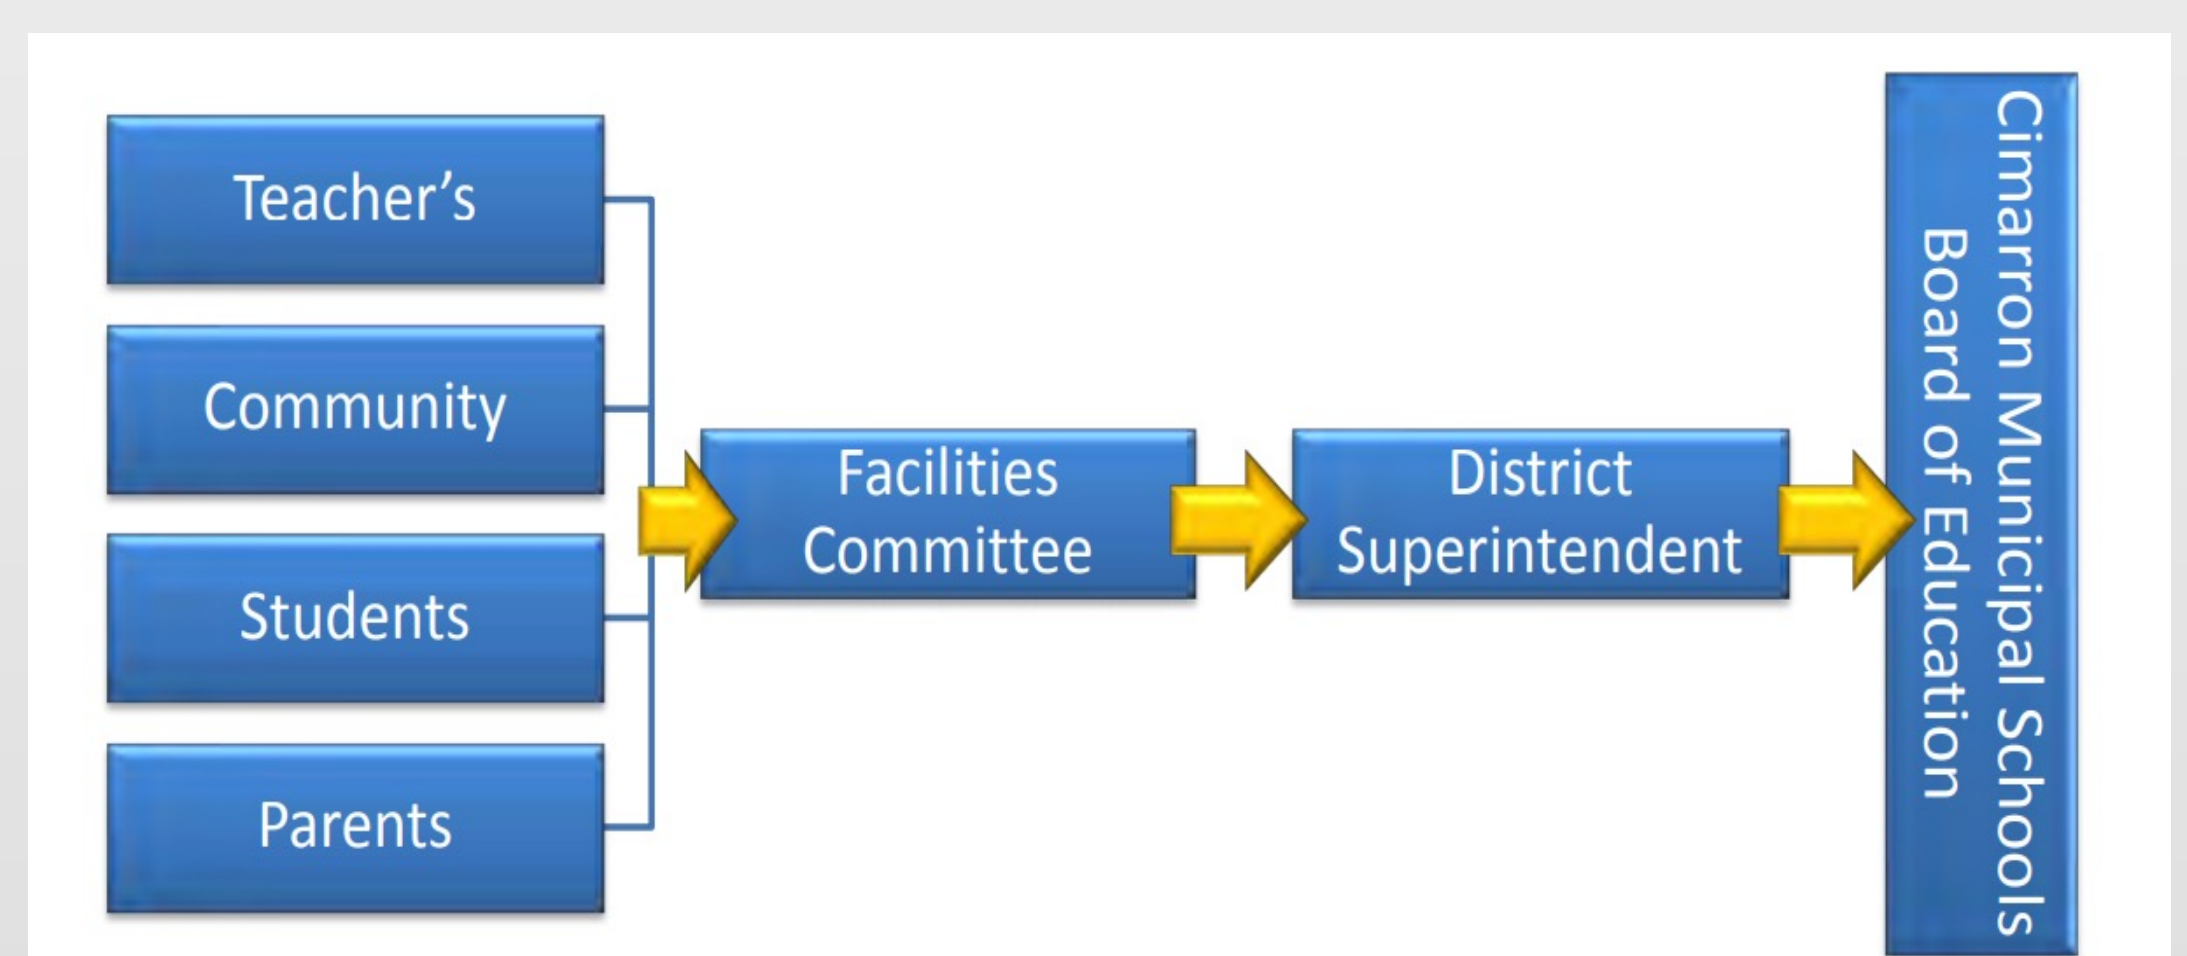 Teacher’s
Community
Students
Parents
Facilities
Committee
District
Superintendent
Cimarron Municipal Schools
Board of Education